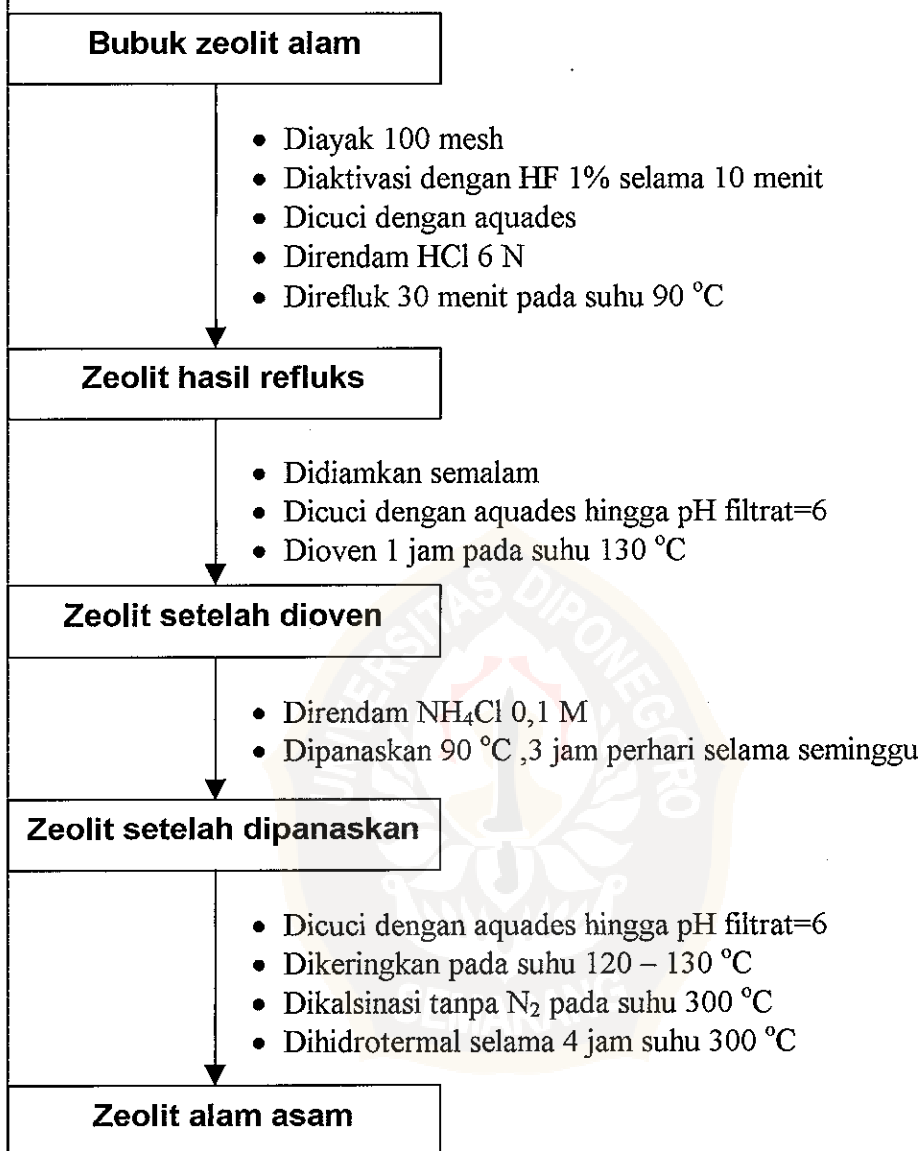 Bubuk zeolit alam
• Diayak 100 mesh
• Diaktivasi dengan HF 1% selama 10 menit
• Dicuci dengan aquades
• Direndam HCl 6 N
• Direfluk 30 menit pada suhu 90 °C
Zeolit hasil refluks
• Didiamkan semalam
• Dicuci dengan aquades hingga pH filtrat=6
• Dioven 1 jam pada suhu 130 °C
Zeolit setelah dioven
• Direndam NH₄Cl 0,1 M
• Dipanaskan 90 °C ,3 jam perhari selama seminggu
Zeolit setelah dipanaskan
• Dicuci dengan aquades hingga pH filtrat=6
• Dikeringkan pada suhu 120 – 130 °C
• Dikalsinasi tanpa N₂ pada suhu 300 °C
• Dihidrotermal selama 4 jam suhu 300 °C
Zeolit alam asam
UNIVERSITAS DIPONEGORO
SEMARANG